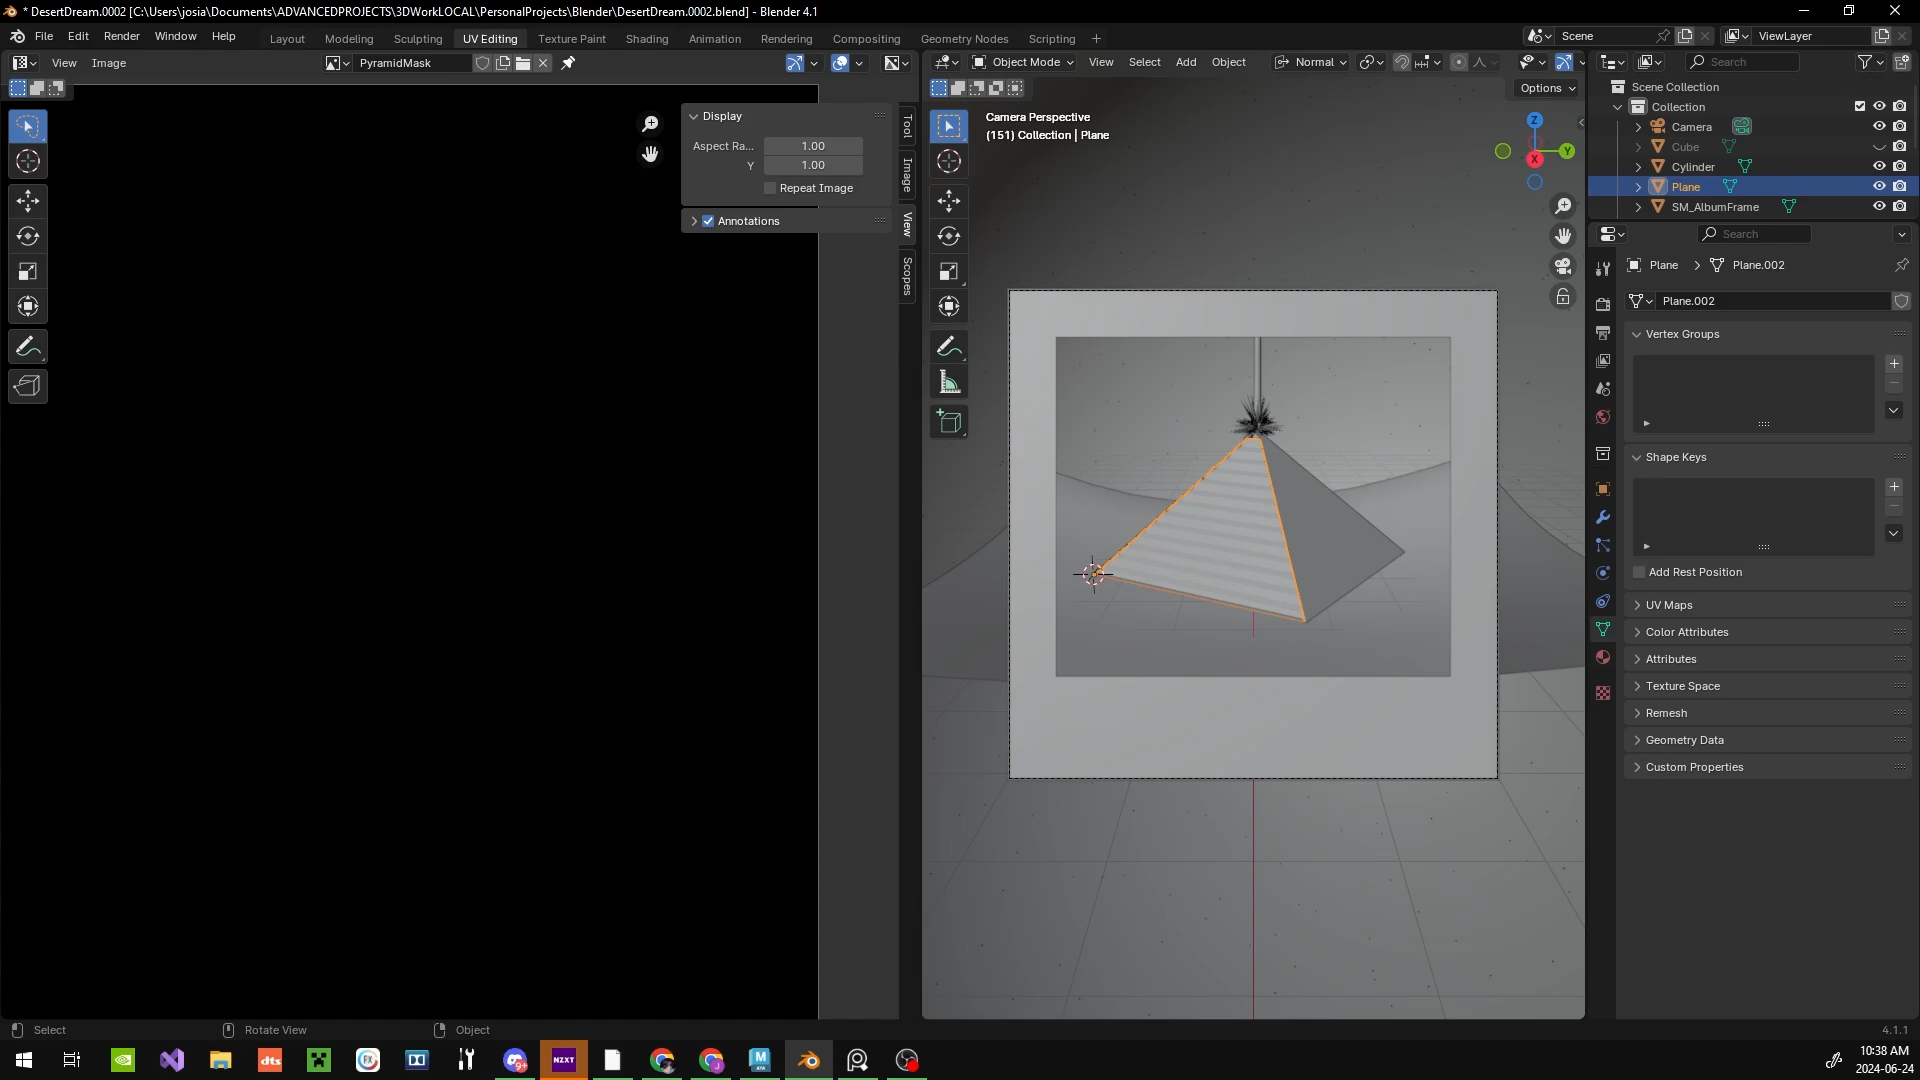 * DesertDream.0002 [C:\Users\josia\Documents\ADVANCEDPROJECTS\3DWorkLOCAL\PersonalProjects\Blender\DesertDream.0002.blend] - Blender 4.1
File Edit Render Window Help Layout Modeling Sculpting UV Editing Texture Paint Shading Animation Rendering Compositing Geometry Nodes Scripting + Scene ViewLayer
View Image PyramidMask Object Mode View Select Add Object Normal Search
Options
Scene Collection
Collection
Camera
Cube
Cylinder
Plane
SM_AlbumFrame
Display
Aspect Ra... 1.00
Y 1.00
Repeat Image
Annotations
Tool
Image
View
Scopes
Camera Perspective
(151) Collection | Plane
Z
Y
X
Search
Plane > Plane.002
Plane.002
Vertex Groups
Shape Keys
Add Rest Position
UV Maps
Color Attributes
Attributes
Texture Space
Remesh
Geometry Data
Custom Properties
Select Rotate View Object 4.1.1
dts FX NZXT 9+ M J
10:38 AM
2024-06-24